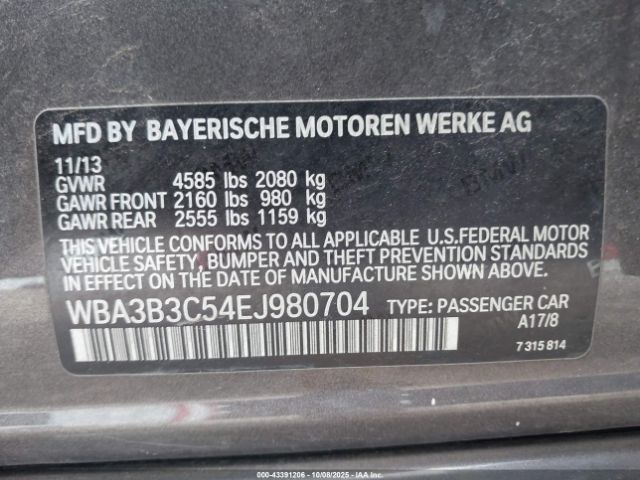 MFD BY BAYERISCHE MOTOREN WERKE AG
11/13
GVWR 4585 lbs 2080 kg
GAWR FRONT 2160 lbs 980 kg
GAWR REAR 2555 lbs 1159 kg
THIS VEHICLE CONFORMS TO ALL APPLICABLE U.S.FEDERAL MOTOR
VEHICLE SAFETY, BUMPER AND THEFT PREVENTION STANDARDS
IN EFFECT ON THE DATE OF MANUFACTURE SHOWN ABOVE.
WBA3B3C54EJ980704 TYPE: PASSENGER CAR
A17/8
7 315 814
000-43391206 - 10/08/2025 - IAA Inc.